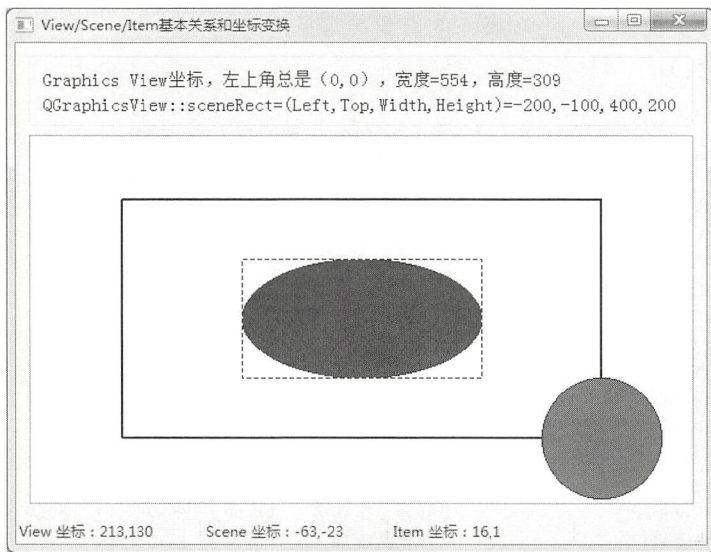 View/Scene/Item基本关系和坐标变换
Graphics View坐标，左上角总是（0,0），宽度=554，高度=309
QGraphicsView::sceneRect=(Left,Top,Width,Height)=-200,-100,400,200
View 坐标：213,130
Scene 坐标：-63,-23
Item 坐标：16,1